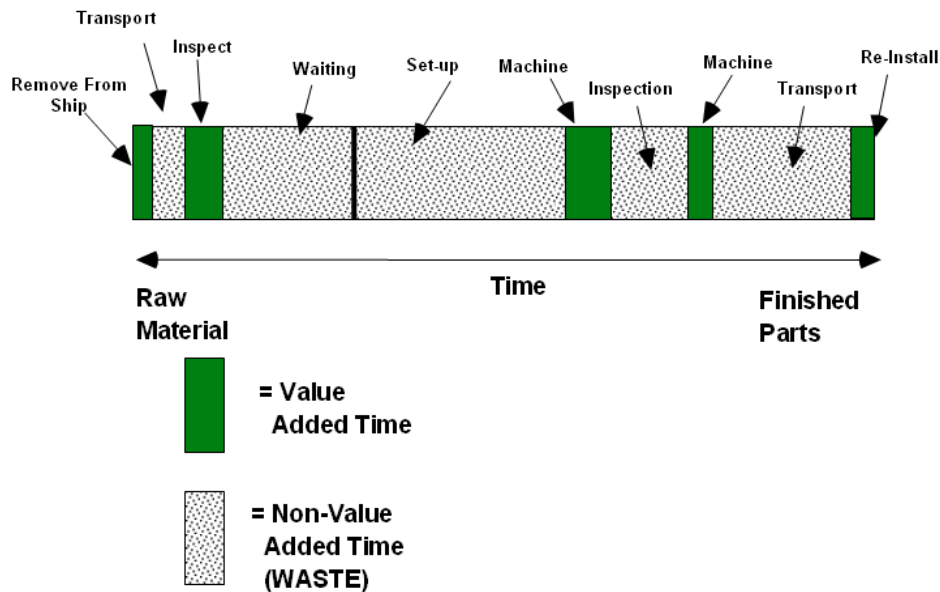 Transport
Inspect
Remove From
Ship
Waiting
Set-up
Machine
Inspection
Machine
Transport
Re-Install
Time
Raw
Material
Finished
Parts
= Value
Added Time
= Non-Value
Added Time
(WASTE)